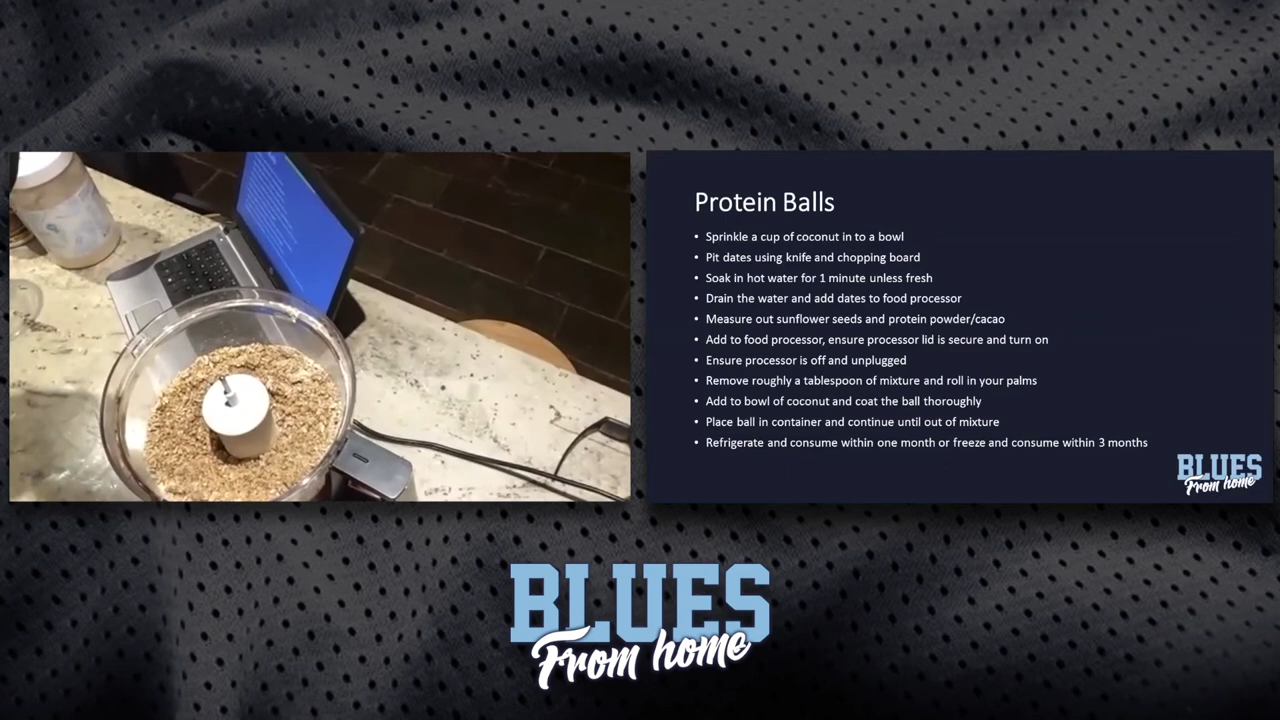 Protein Balls
• Sprinkle a cup of coconut in to a bowl
• Pit dates using knife and chopping board
• Soak in hot water for 1 minute unless fresh
• Drain the water and add dates to food processor
• Measure out sunflower seeds and protein powder/cacao
• Add to food processor, ensure processor lid is secure and turn on
• Ensure processor is off and unplugged
• Remove roughly a tablespoon of mixture and roll in your palms
• Add to bowl of coconut and coat the ball thoroughly
• Place ball in container and continue until out of mixture
• Refrigerate and consume within one month or freeze and consume within 3 months
BLUES
From home
BLUES
From home